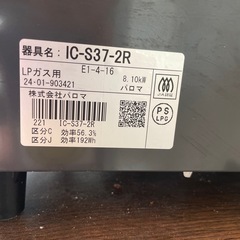 器具名: IC-S37-2R
LPガス用 EI-4-16 8.10kW
24・01-903421 パロマ
株式会社パロマ
221 IC-S37-2R
区分C 効率56.3%
区分J 効率192Wh
PS
LPG